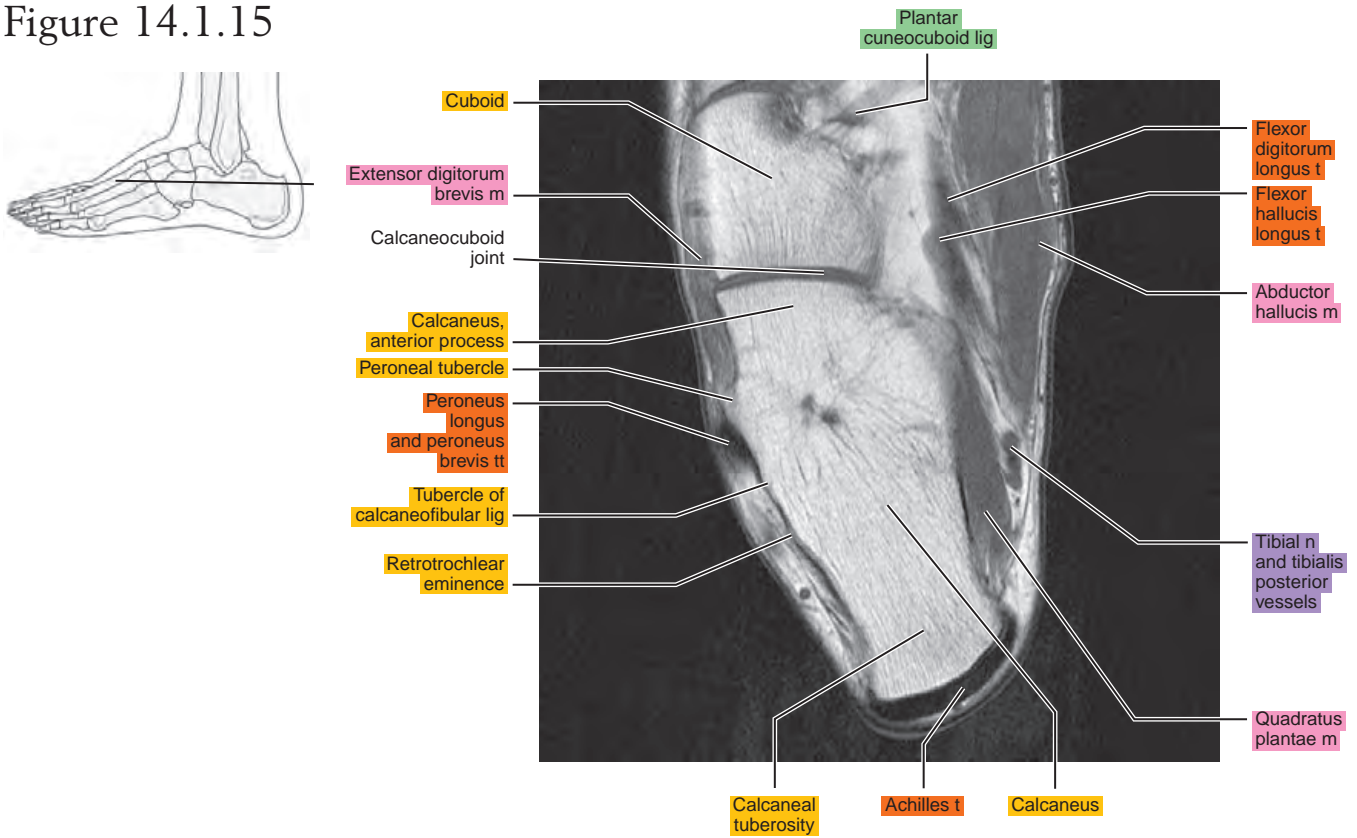 Figure 14.1.15
Plantar
cuneocuboid lig
Cuboid
Extensor digitorum
brevis m
Calcaneocuboid
joint
Calcaneus,
anterior process
Peroneal tubercle
Peroneus
longus
and peroneus
brevis tt
Tubercle of
calcaneofibular lig
Retrotrochlear
eminence
Flexor
digitorum
longus t
Flexor
hallucis
longus t
Abductor
hallucis m
Tibial n
and tibialis
posterior
vessels
Quadratus
plantae m
Calcaneal
tuberosity
Achilles t
Calcaneus